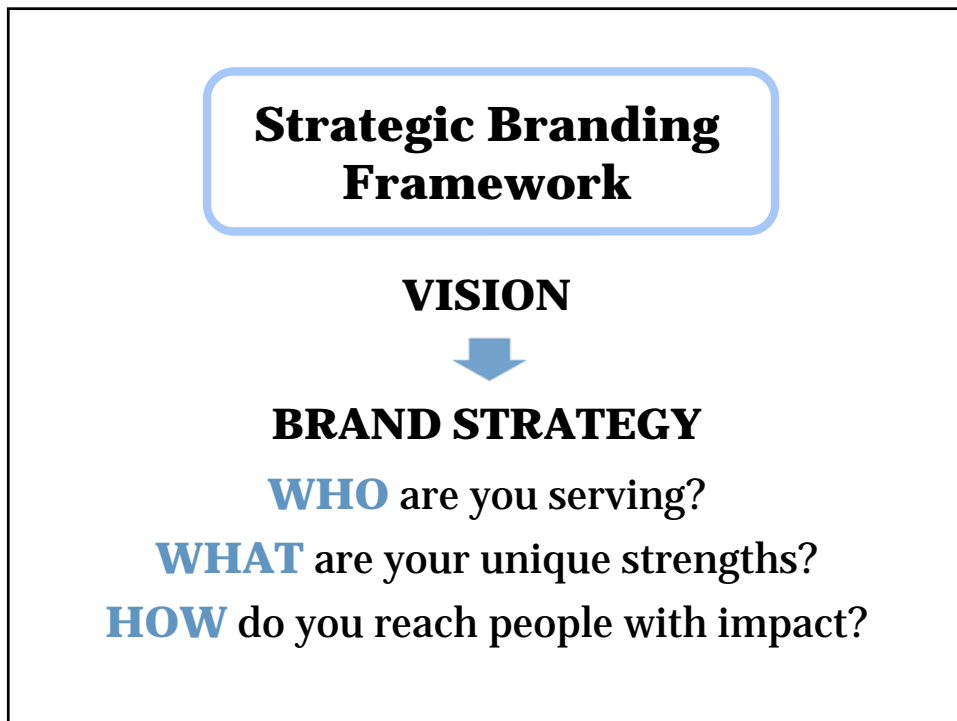 Strategic Branding
Framework
VISION
BRAND STRATEGY
WHO are you serving?
WHAT are your unique strengths?
HOW do you reach people with impact?